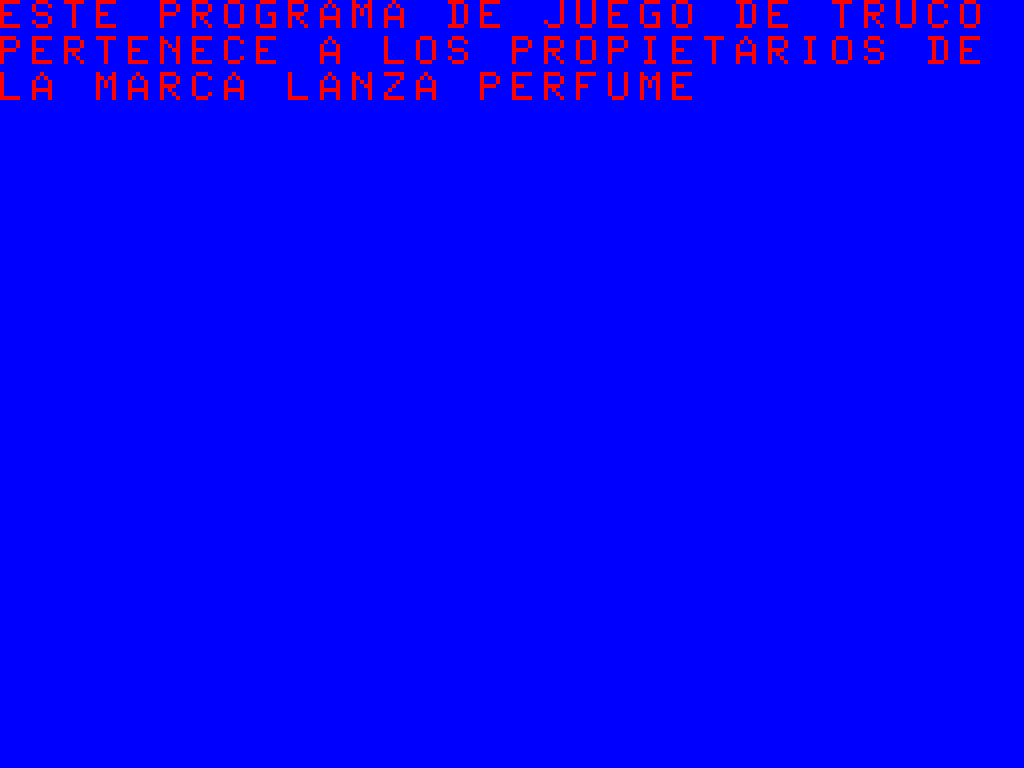 ESTE PROGRAMA DE JUEGO DE TRUCO
PERTENECE A LOS PROPIETARIOS DE
LA MARCA LANZA PERFUME